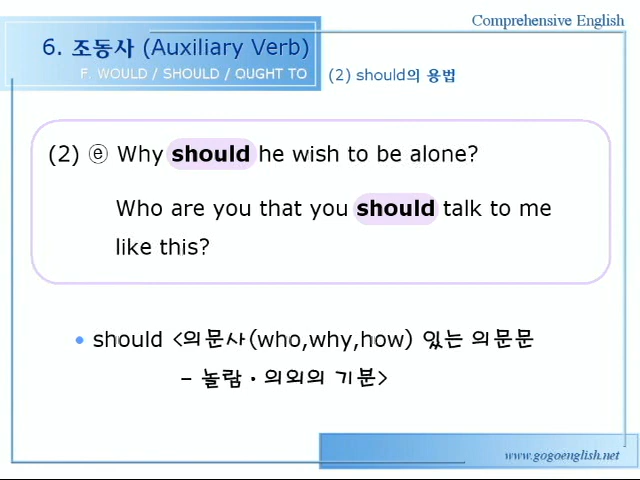 Comprehensive English
6. 조동사 (Auxiliary Verb)
F. WOULD / SHOULD / OUGHT TO
(2) should의 용법
(2) ⓔ Why should he wish to be alone?
Who are you that you should talk to me
like this?
• should <의문사(who,why,how) 있는 의문문
– 놀람 · 의외의 기분>
www.gogoenglish.net